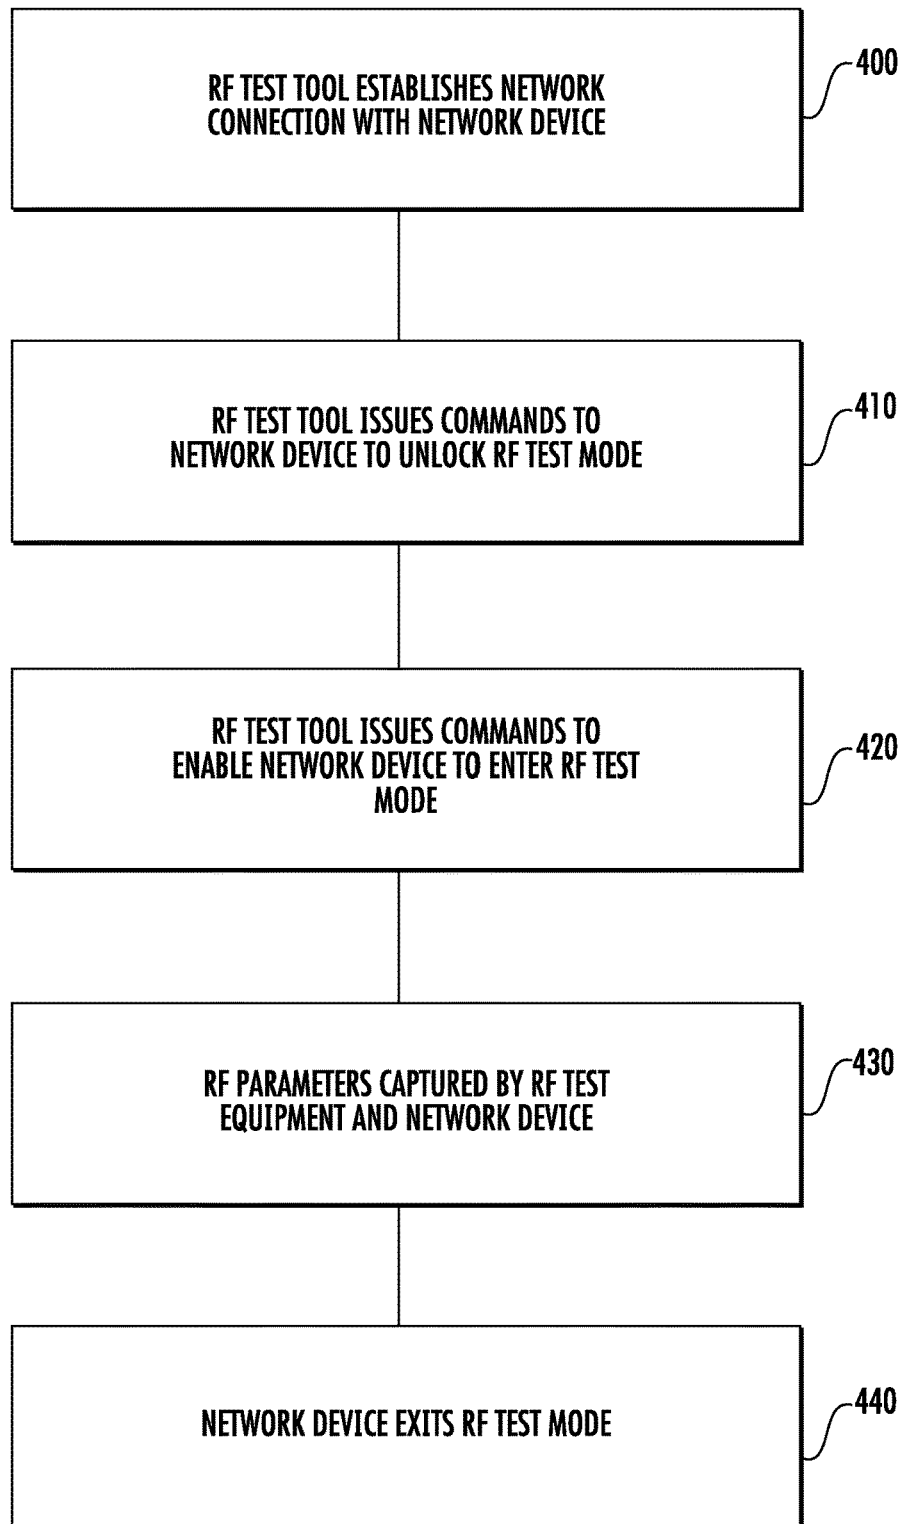 RF TEST TOOL ESTABLISHES NETWORK
CONNECTION WITH NETWORK DEVICE
400
RF TEST TOOL ISSUES COMMANDS TO
NETWORK DEVICE TO UNLOCK RF TEST MODE
410
RF TEST TOOL ISSUES COMMANDS TO
ENABLE NETWORK DEVICE TO ENTER RF TEST
MODE
420
RF PARAMETERS CAPTURED BY RF TEST
EQUIPMENT AND NETWORK DEVICE
430
NETWORK DEVICE EXITS RF TEST MODE
440